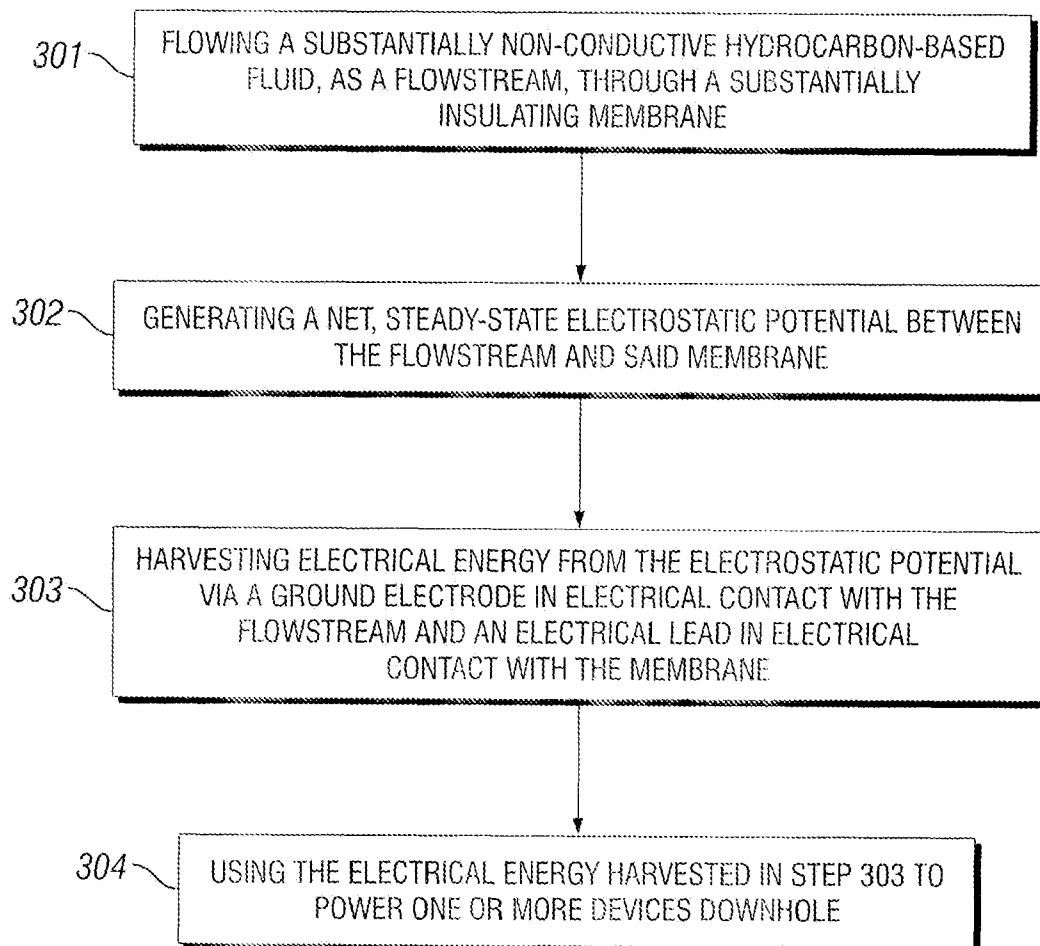 301
FLOWING A SUBSTANTIALLY NON-CONDUCTIVE HYDROCARBON-BASED
FLUID, AS A FLOWSTREAM, THROUGH A SUBSTANTIALLY
INSULATING MEMBRANE
302
GENERATING A NET, STEADY-STATE ELECTROSTATIC POTENTIAL BETWEEN
THE FLOWSTREAM AND SAID MEMBRANE
303
HARVESTING ELECTRICAL ENERGY FROM THE ELECTROSTATIC POTENTIAL
VIA A GROUND ELECTRODE IN ELECTRICAL CONTACT WITH THE
FLOWSTREAM AND AN ELECTRICAL LEAD IN ELECTRICAL
CONTACT WITH THE MEMBRANE
304
USING THE ELECTRICAL ENERGY HARVESTED IN STEP 303 TO
POWER ONE OR MORE DEVICES DOWNHOLE